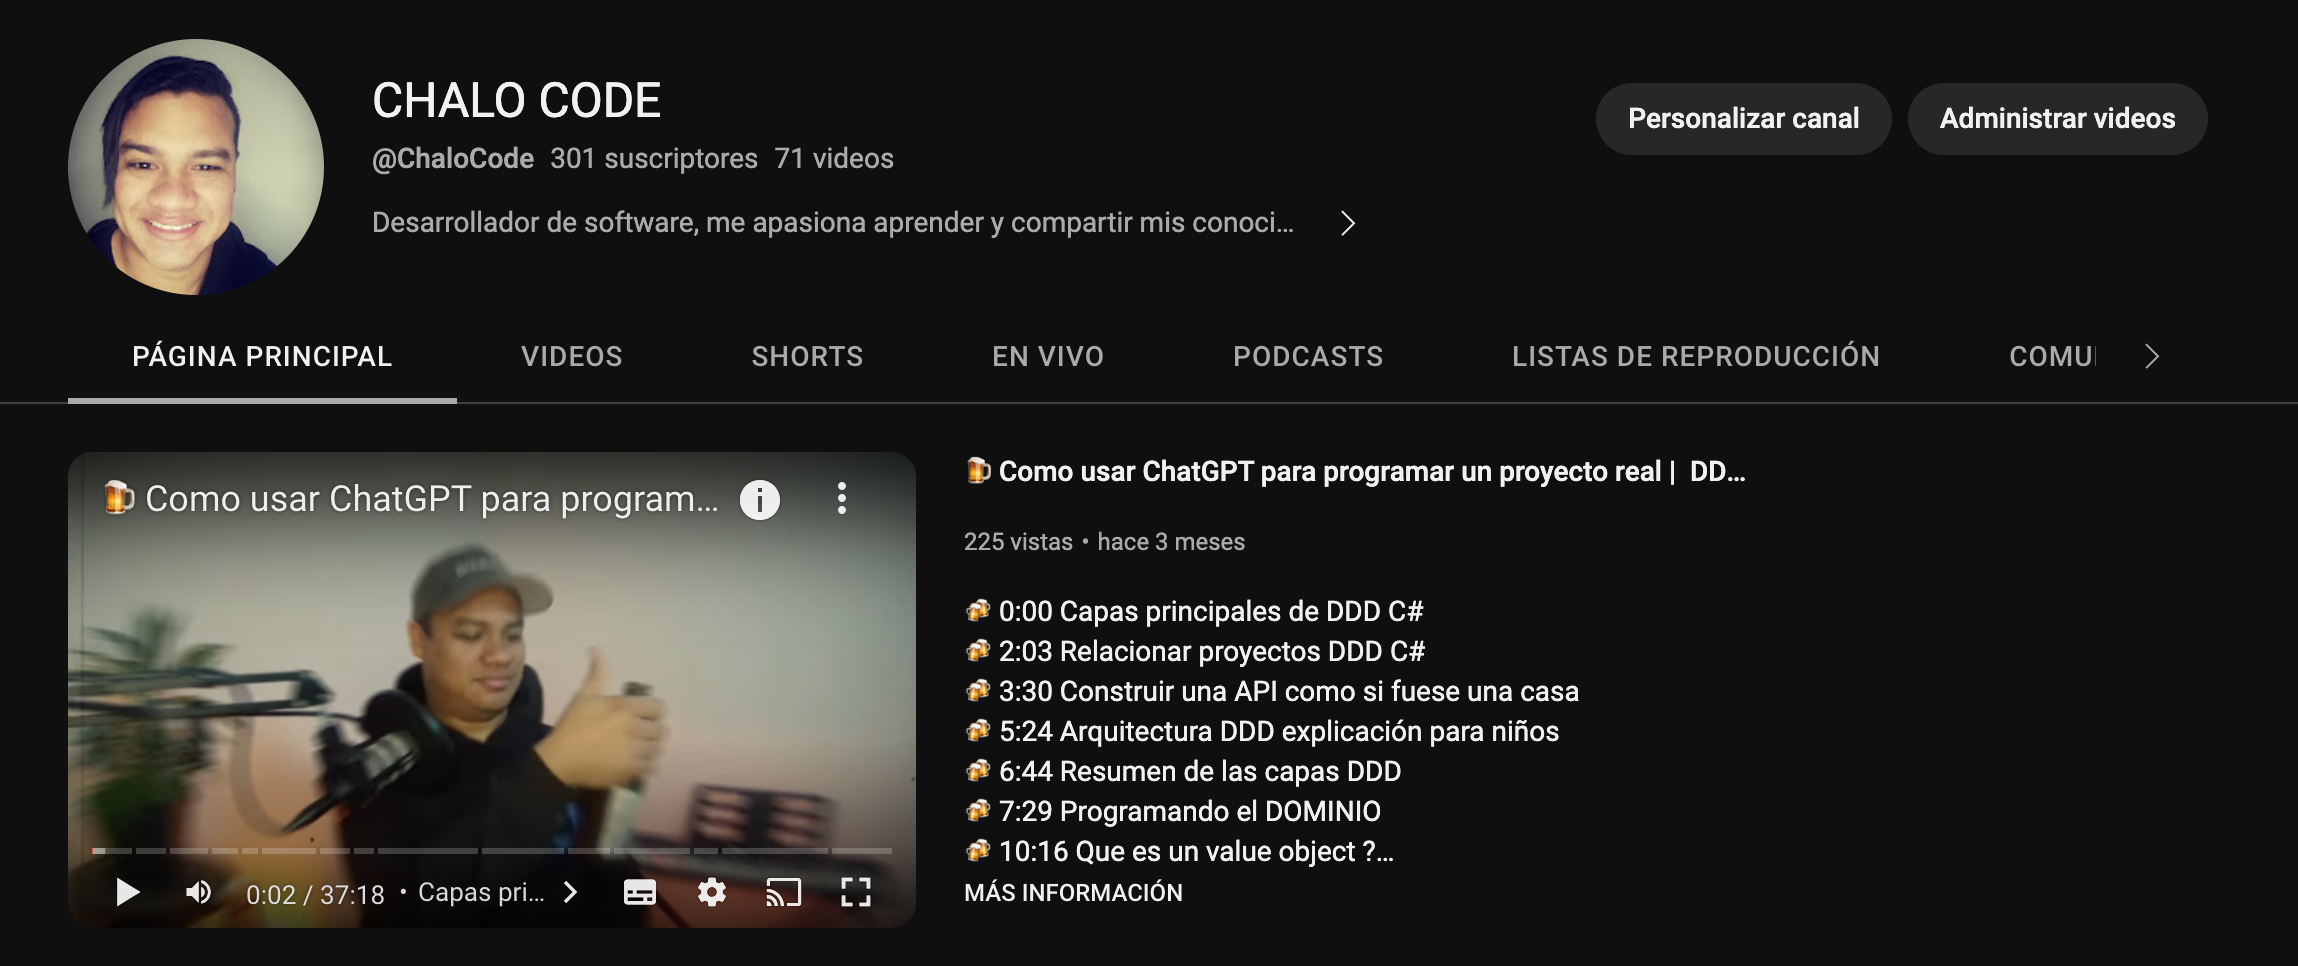 CHALO CODE
@ChaloCode 301 suscriptores 71 videos
Desarrollador de software, me apasiona aprender y compartir mis conoci...
Personalizar canal
Administrar videos
PÁGINA PRINCIPAL
VIDEOS
SHORTS
EN VIVO
PODCASTS
LISTAS DE REPRODUCCIÓN
COMU
🍺 Como usar ChatGPT para program...
0:02 / 37:18 • Capas pri...
🍺 Como usar ChatGPT para programar un proyecto real | DD...
225 vistas • hace 3 meses
🍻 0:00 Capas principales de DDD C#
🍻 2:03 Relacionar proyectos DDD C#
🍻 3:30 Construir una API como si fuese una casa
🍻 5:24 Arquitectura DDD explicación para niños
🍻 6:44 Resumen de las capas DDD
🍻 7:29 Programando el DOMINIO
🍻 10:16 Que es un value object ?...
MÁS INFORMACIÓN